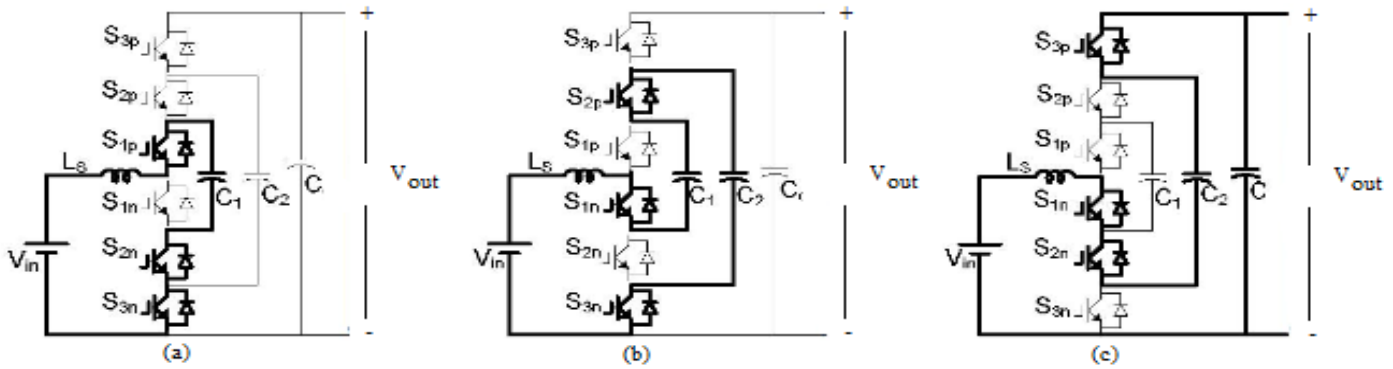 +
S3p
S2p
S1p
Ls
C
C1
C2
Vout
S1n
S2n
Vin
S3n
-
(a)
+
S3p
S2p
S1p
Ls
C1
C2
Vout
S1n
S2n
Vin
S3n
-
(b)
+
S3p
S2p
S1p
Ls
C1
C2
C
Vout
S1n
S2n
Vin
S3n
-
(c)